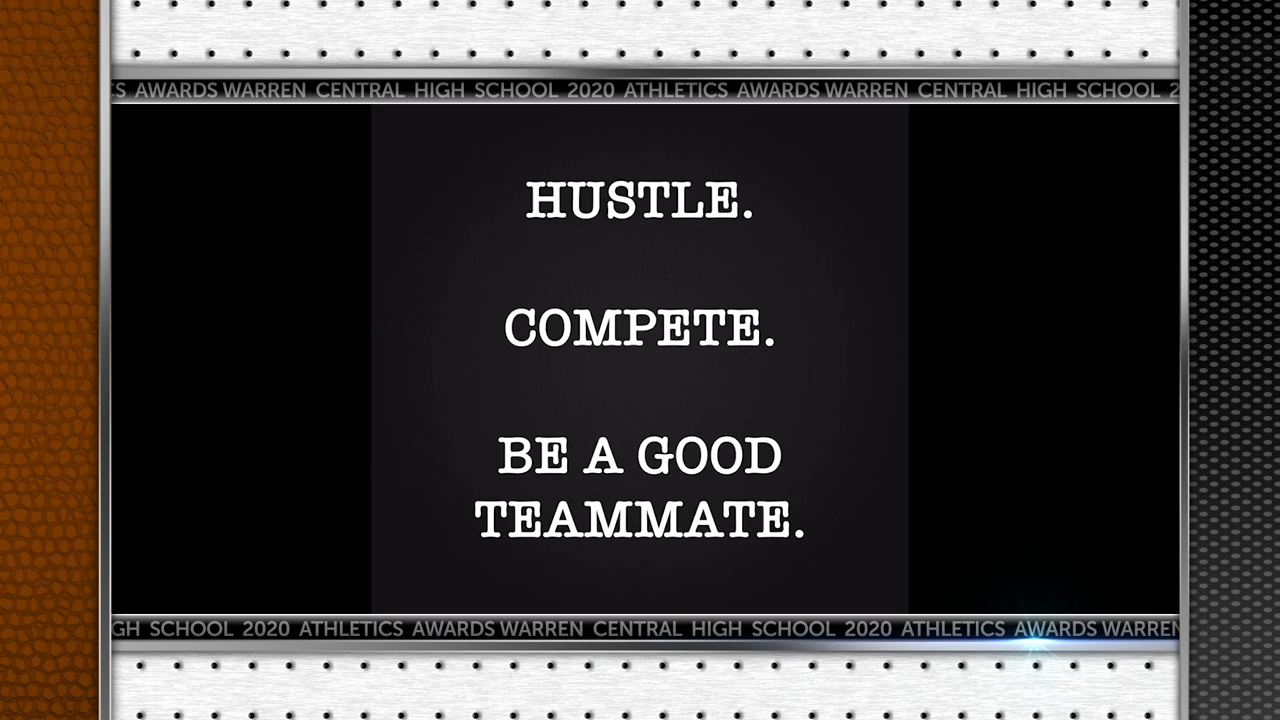 CS AWARDS WARREN CENTRAL HIGH SCHOOL 2020 ATHLETICS AWARDS WARREN CENTRAL HIGH SCHOOL 2
HUSTLE.
COMPETE.
BE A GOOD
TEAMMATE.
GH SCHOOL 2020 ATHLETICS AWARDS WARREN CENTRAL HIGH SCHOOL 2020 ATHLETICS AWARDS WARREN